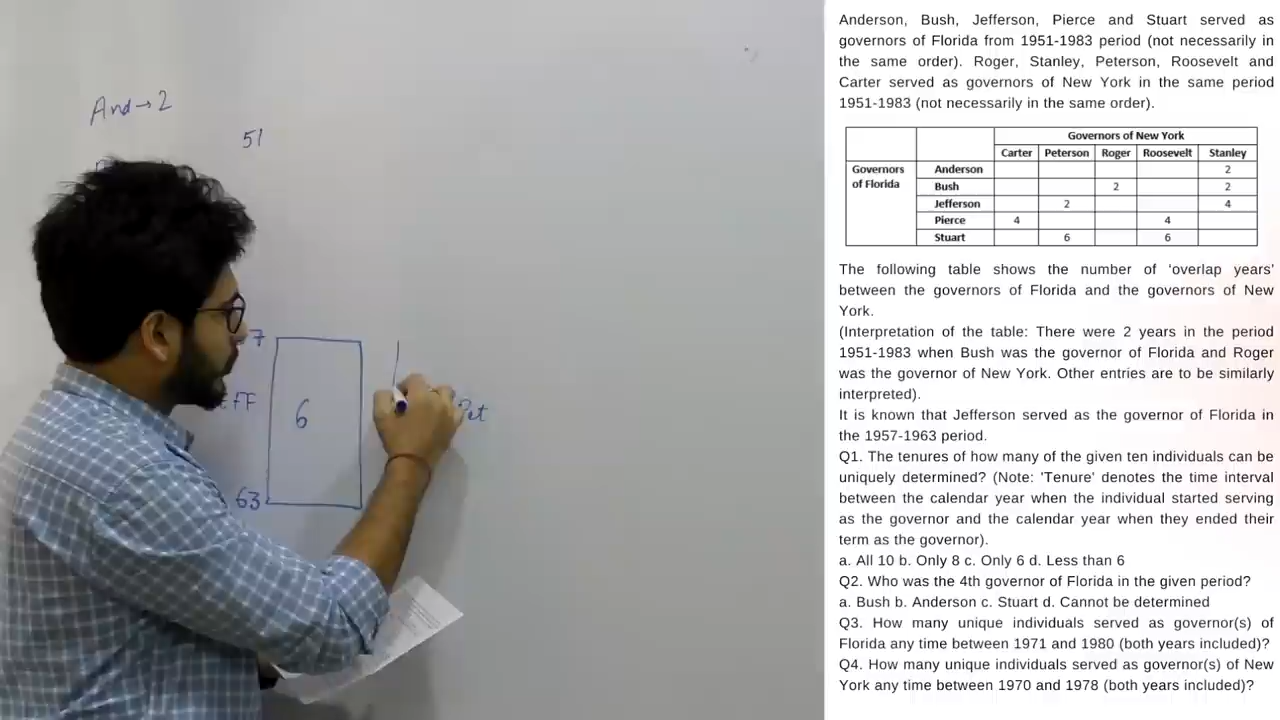 And→2
51
7
FF
6
Pet
63
Anderson, Bush, Jefferson, Pierce and Stuart served as
governors of Florida from 1951-1983 period (not necessarily in
the same order). Roger, Stanley, Peterson, Roosevelt and
Carter served as governors of New York in the same period
1951-1983 (not necessarily in the same order).
Governors of New York
Carter Peterson Roger Roosevelt Stanley
Governors of Florida Anderson 2
Bush 2 2
Jefferson 2 4
Pierce 4 4
Stuart 6 6
The following table shows the number of 'overlap years'
between the governors of Florida and the governors of New
York.
(Interpretation of the table: There were 2 years in the period
1951-1983 when Bush was the governor of Florida and Roger
was the governor of New York. Other entries are to be similarly
interpreted).
It is known that Jefferson served as the governor of Florida in
the 1957-1963 period.
Q1. The tenures of how many of the given ten individuals can be
uniquely determined? (Note: 'Tenure' denotes the time interval
between the calendar year when the individual started serving
as the governor and the calendar year when they ended their
term as the governor).
a. All 10 b. Only 8 c. Only 6 d. Less than 6
Q2. Who was the 4th governor of Florida in the given period?
a. Bush b. Anderson c. Stuart d. Cannot be determined
Q3. How many unique individuals served as governor(s) of
Florida any time between 1971 and 1980 (both years included)?
Q4. How many unique individuals served as governor(s) of New
York any time between 1970 and 1978 (both years included)?